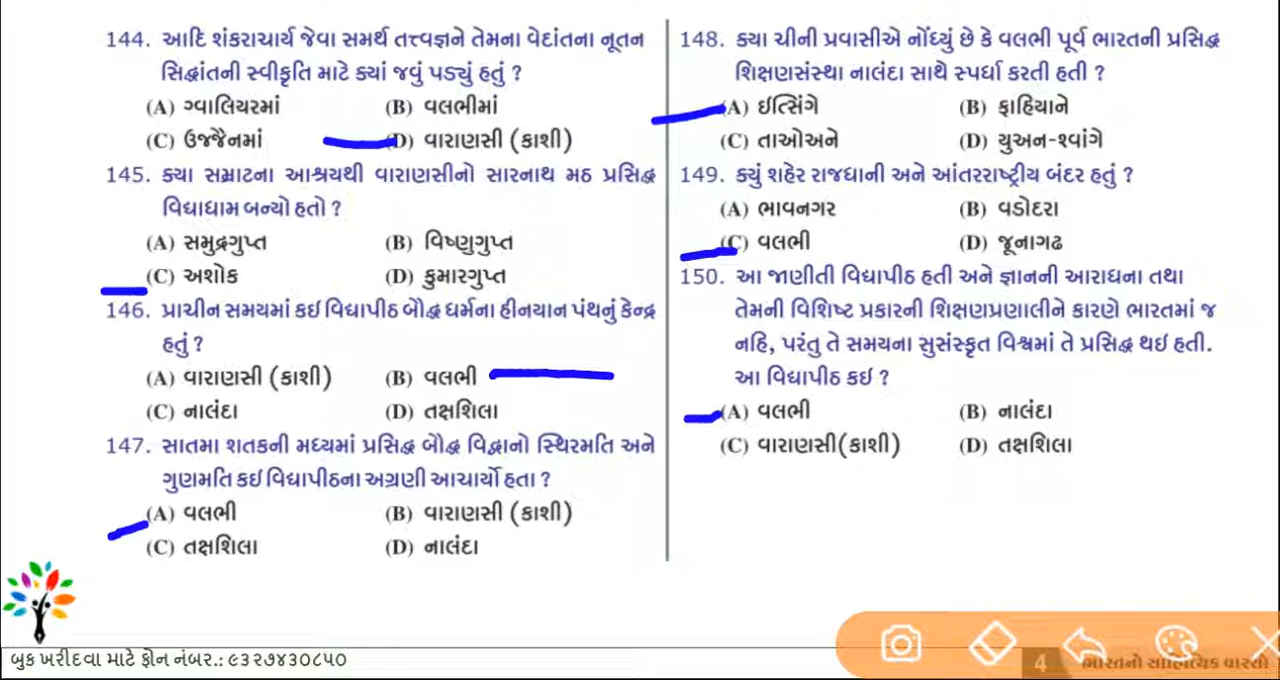 144. આદિ શંકરાચાર્ય જેવા સમર્થ તત્ત્વજ્ઞને તેમના વેદાંતના નૂતન
સિદ્ધાંતની સ્વીકૃતિ માટે ક્યાં જવું પડ્યું હતું ?
(A) ગ્વાલિયરમાં (B) વલભીમાં
(C) ઉજ્જૈનમાં (D) વારાણસી (કાશી)
145. ક્યા સમ્રાટના આશ્રયથી વારાણસીનો સારનાથ મઠ પ્રસિદ્ધ
વિદ્યાધામ બન્યો હતો ?
(A) સમુદ્રગુપ્ત (B) વિષ્ણુગુપ્ત
(C) અશોક (D) કુમારગુપ્ત
146. પ્રાચીન સમયમાં કઈ વિદ્યાપીઠ બૌદ્ધ ધર્મના હીનયાન પંથનું કેન્દ્ર
હતું ?
(A) વારાણસી (કાશી) (B) વલભી
(C) નાલંદા (D) તક્ષશિલા
147. સાતમા શતકની મધ્યમાં પ્રસિદ્ધ બૌદ્ધ વિદ્વાનો સ્થિરમતિ અને
ગુણમતિ કઈ વિદ્યાપીઠના અગ્રણી આચાર્યો હતા ?
(A) વલભી (B) વારાણસી (કાશી)
(C) તક્ષશિલા (D) નાલંદા
148. ક્યા ચીની પ્રવાસીએ નોંધ્યું છે કે વલભી પૂર્વ ભારતની પ્રસિદ્ધ
શિક્ષણસંસ્થા નાલંદા સાથે સ્પર્ધા કરતી હતી ?
(A) ઇત્સિંગે (B) ફાહિયાને
(C) તાઓઅને (D) યુઅન-શ્વાંગે
149. ક્યું શહેર રાજધાની અને આંતરરાષ્ટ્રીય બંદર હતું ?
(A) ભાવનગર (B) વડોદરા
(C) વલભી (D) જૂનાગઢ
150. આ જાણીતી વિદ્યાપીઠ હતી અને જ્ઞાનની આરાધના તથા
તેમની વિશિષ્ટ પ્રકારની શિક્ષણપ્રણાલીને કારણે ભારતમાં જ
નહિ, પરંતુ તે સમયના સુસંસ્કૃત વિશ્વમાં તે પ્રસિદ્ધ થઈ હતી.
આ વિદ્યાપીઠ કઈ ?
(A) વલભી (B) નાલંદા
(C) વારાણસી(કાશી) (D) તક્ષશિલા
બુક ખરીદવા માટે ફોન નંબર.: ૯૩૨૭૪૩૦૮૫૦
4 ભારતનો સાહિત્યિક વારસો